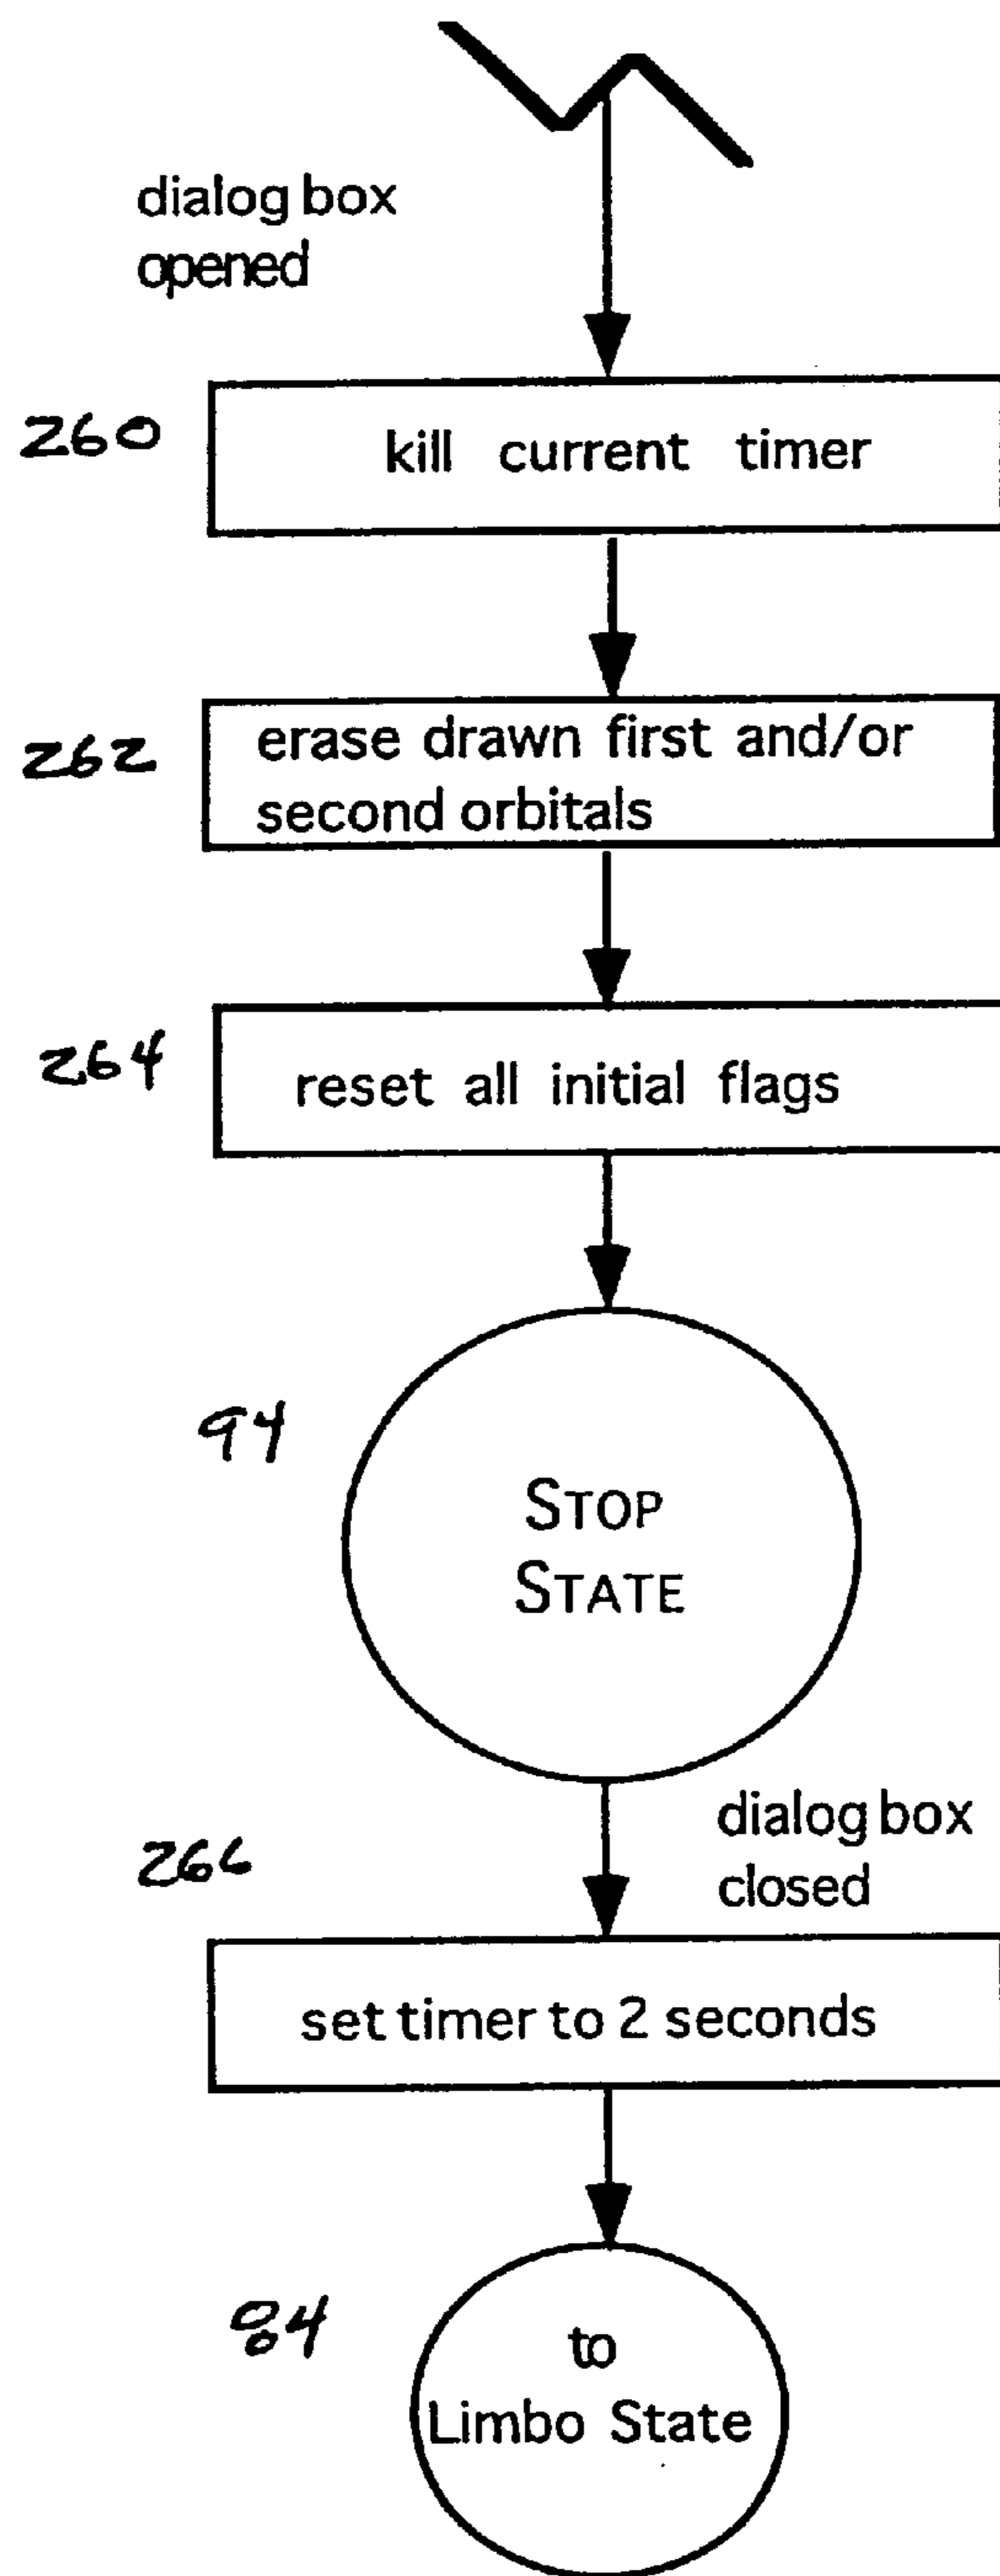 dialog box
opened
260
kill current timer
262
erase drawn first and/or
second orbitals
264
reset all initial flags
94
STOP
STATE
dialog box
closed
266
set timer to 2 seconds
84
to
Limbo State